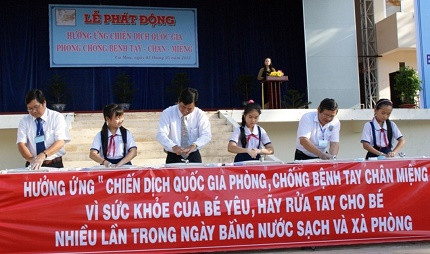 LỄ PHÁT ĐỘNG
HƯỞNG ỨNG CHIẾN DỊCH QUỐC GIA
PHÒNG CHỐNG BỆNH TAY - CHÂN - MIỆNG
HƯỞNG ỨNG " CHIẾN DỊCH QUỐC GIA PHÒNG, CHỐNG BỆNH TAY CHÂN MIỆNG
VÌ SỨC KHỎE CỦA BÉ YÊU, HÃY RỬA TAY CHO BÉ
NHIỀU LẦN TRONG NGÀY BẰNG NƯỚC SẠCH VÀ XÀ PHÒNG